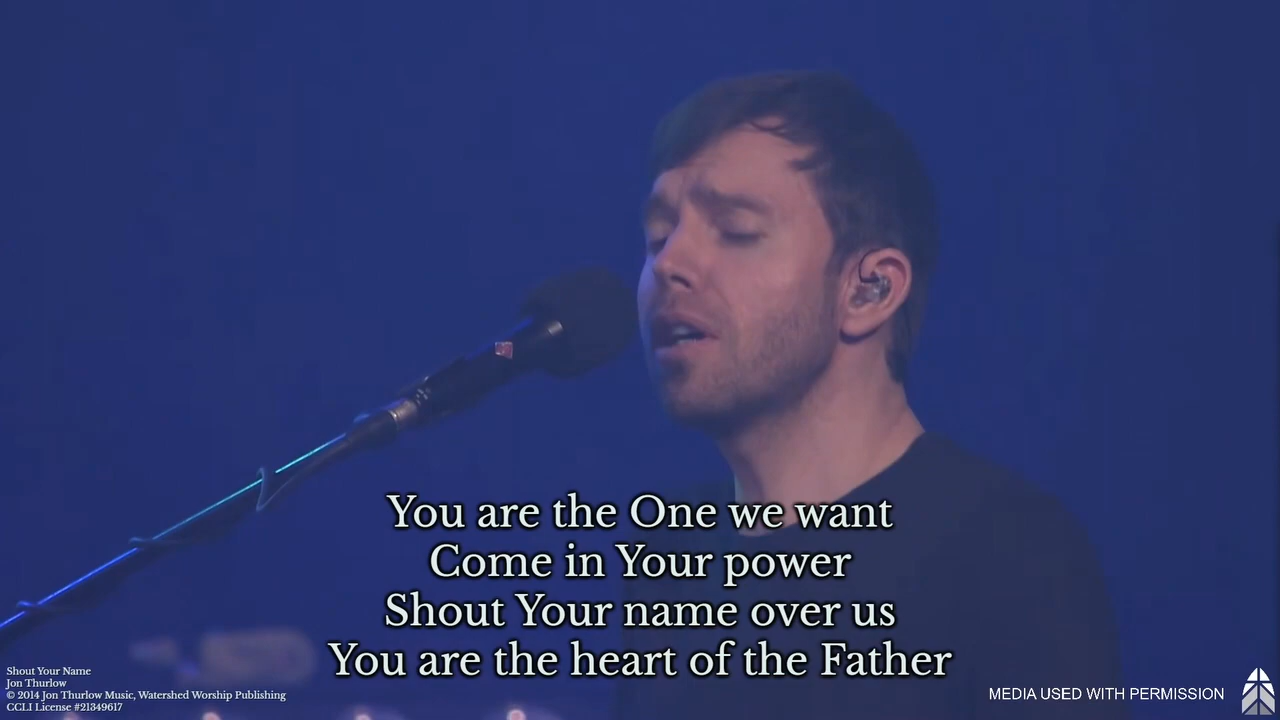 You are the One we want
Come in Your power
Shout Your name over us
You are the heart of the Father
Shout Your Name
Jon Thurlow
© 2014 Jon Thurlow Music, Watershed Worship Publishing
CCLI License #21349617
MEDIA USED WITH PERMISSION